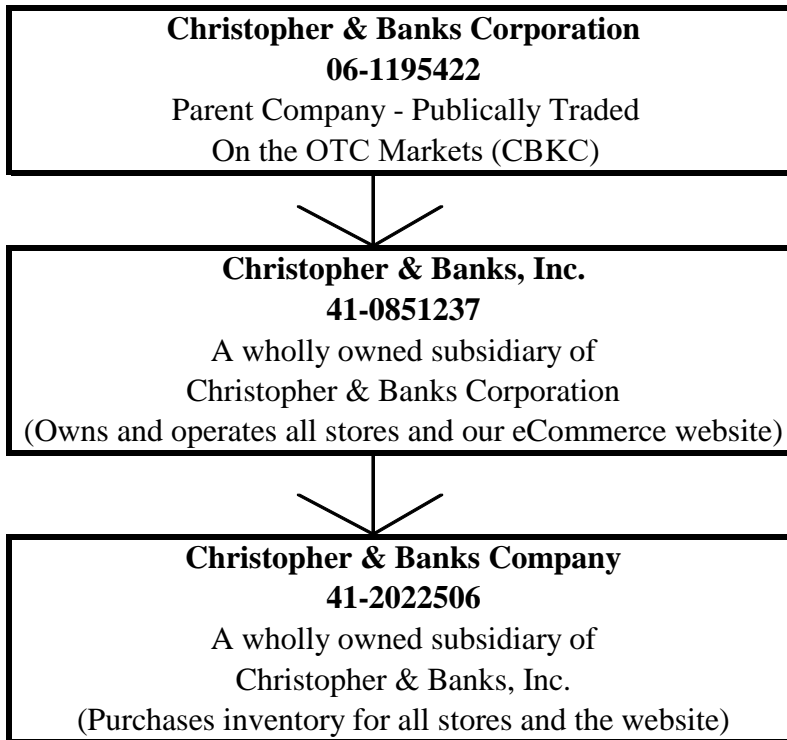 Christopher & Banks Corporation
06-1195422
Parent Company - Publically Traded
On the OTC Markets (CBKC)
Christopher & Banks, Inc.
41-0851237
A wholly owned subsidiary of
Christopher & Banks Corporation
(Owns and operates all stores and our eCommerce website)
Christopher & Banks Company
41-2022506
A wholly owned subsidiary of
Christopher & Banks, Inc.
(Purchases inventory for all stores and the website)